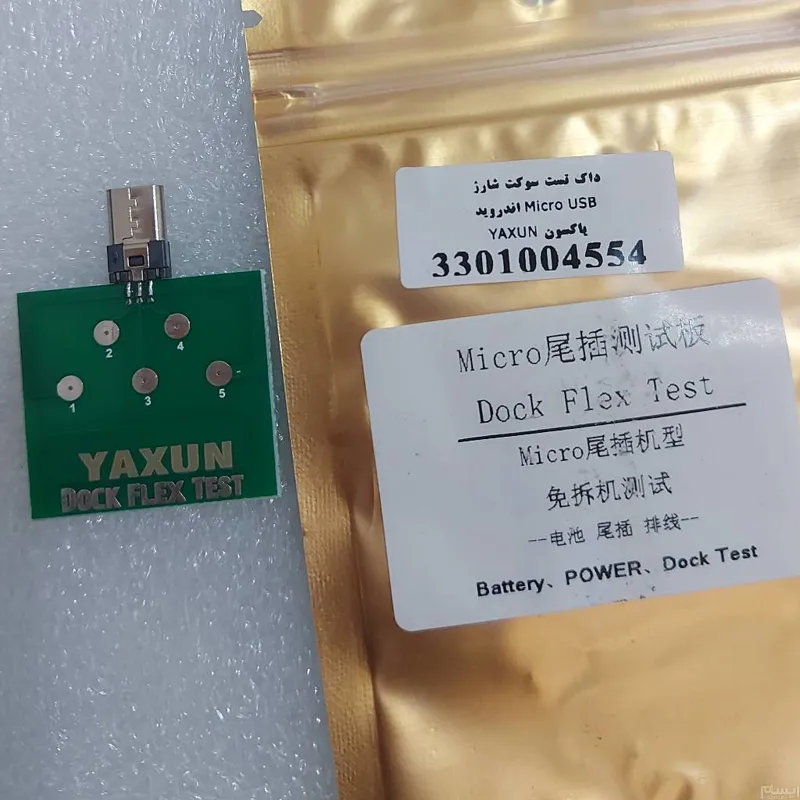 2
4
1
3
5
YAXUN
DOCK FLEX TEST
داک تست سوکت شارژ
اندروید Micro USB
یاکسون YAXUN
3301004554
Micro尾插测试板
Dock Flex Test
Micro尾插机型
免拆机测试
--电池 尾插 排线--
Battery、POWER、Dock Test